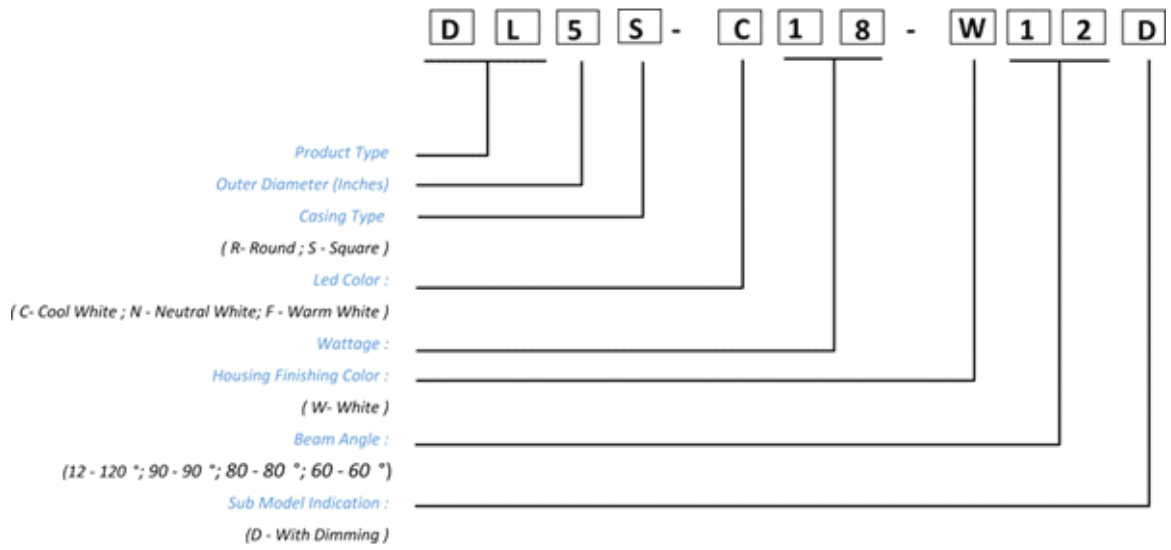 D L 5 S - C 1 8 - W 1 2 D
Product Type
Outer Diameter (Inches)
Casing Type
( R- Round ; S - Square )
Led Color :
( C- Cool White ; N - Neutral White; F - Warm White )
Wattage :
Housing Finishing Color :
( W- White )
Beam Angle :
(12 - 120 °; 90 - 90 °; 80 - 80 °; 60 - 60 °)
Sub Model Indication :
(D - With Dimming )